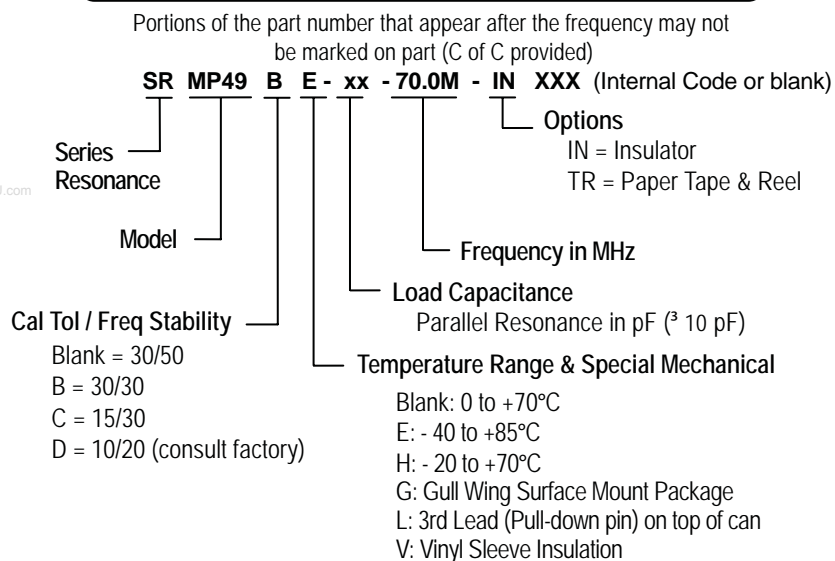 Portions of the part number that appear after the frequency may not
be marked on part (C of C provided)
SR MP49 B E - xx - 70.0M - IN XXX (Internal Code or blank)
Options
IN = Insulator
TR = Paper Tape & Reel
Series
Resonance
.com
Model
Frequency in MHz
Load Capacitance
Parallel Resonance in pF (³ 10 pF)
Cal Tol / Freq Stability
Blank = 30/50
B = 30/30
C = 15/30
D = 10/20 (consult factory)
Temperature Range & Special Mechanical
Blank: 0 to +70°C
E: - 40 to +85°C
H: - 20 to +70°C
G: Gull Wing Surface Mount Package
L: 3rd Lead (Pull-down pin) on top of can
V: Vinyl Sleeve Insulation